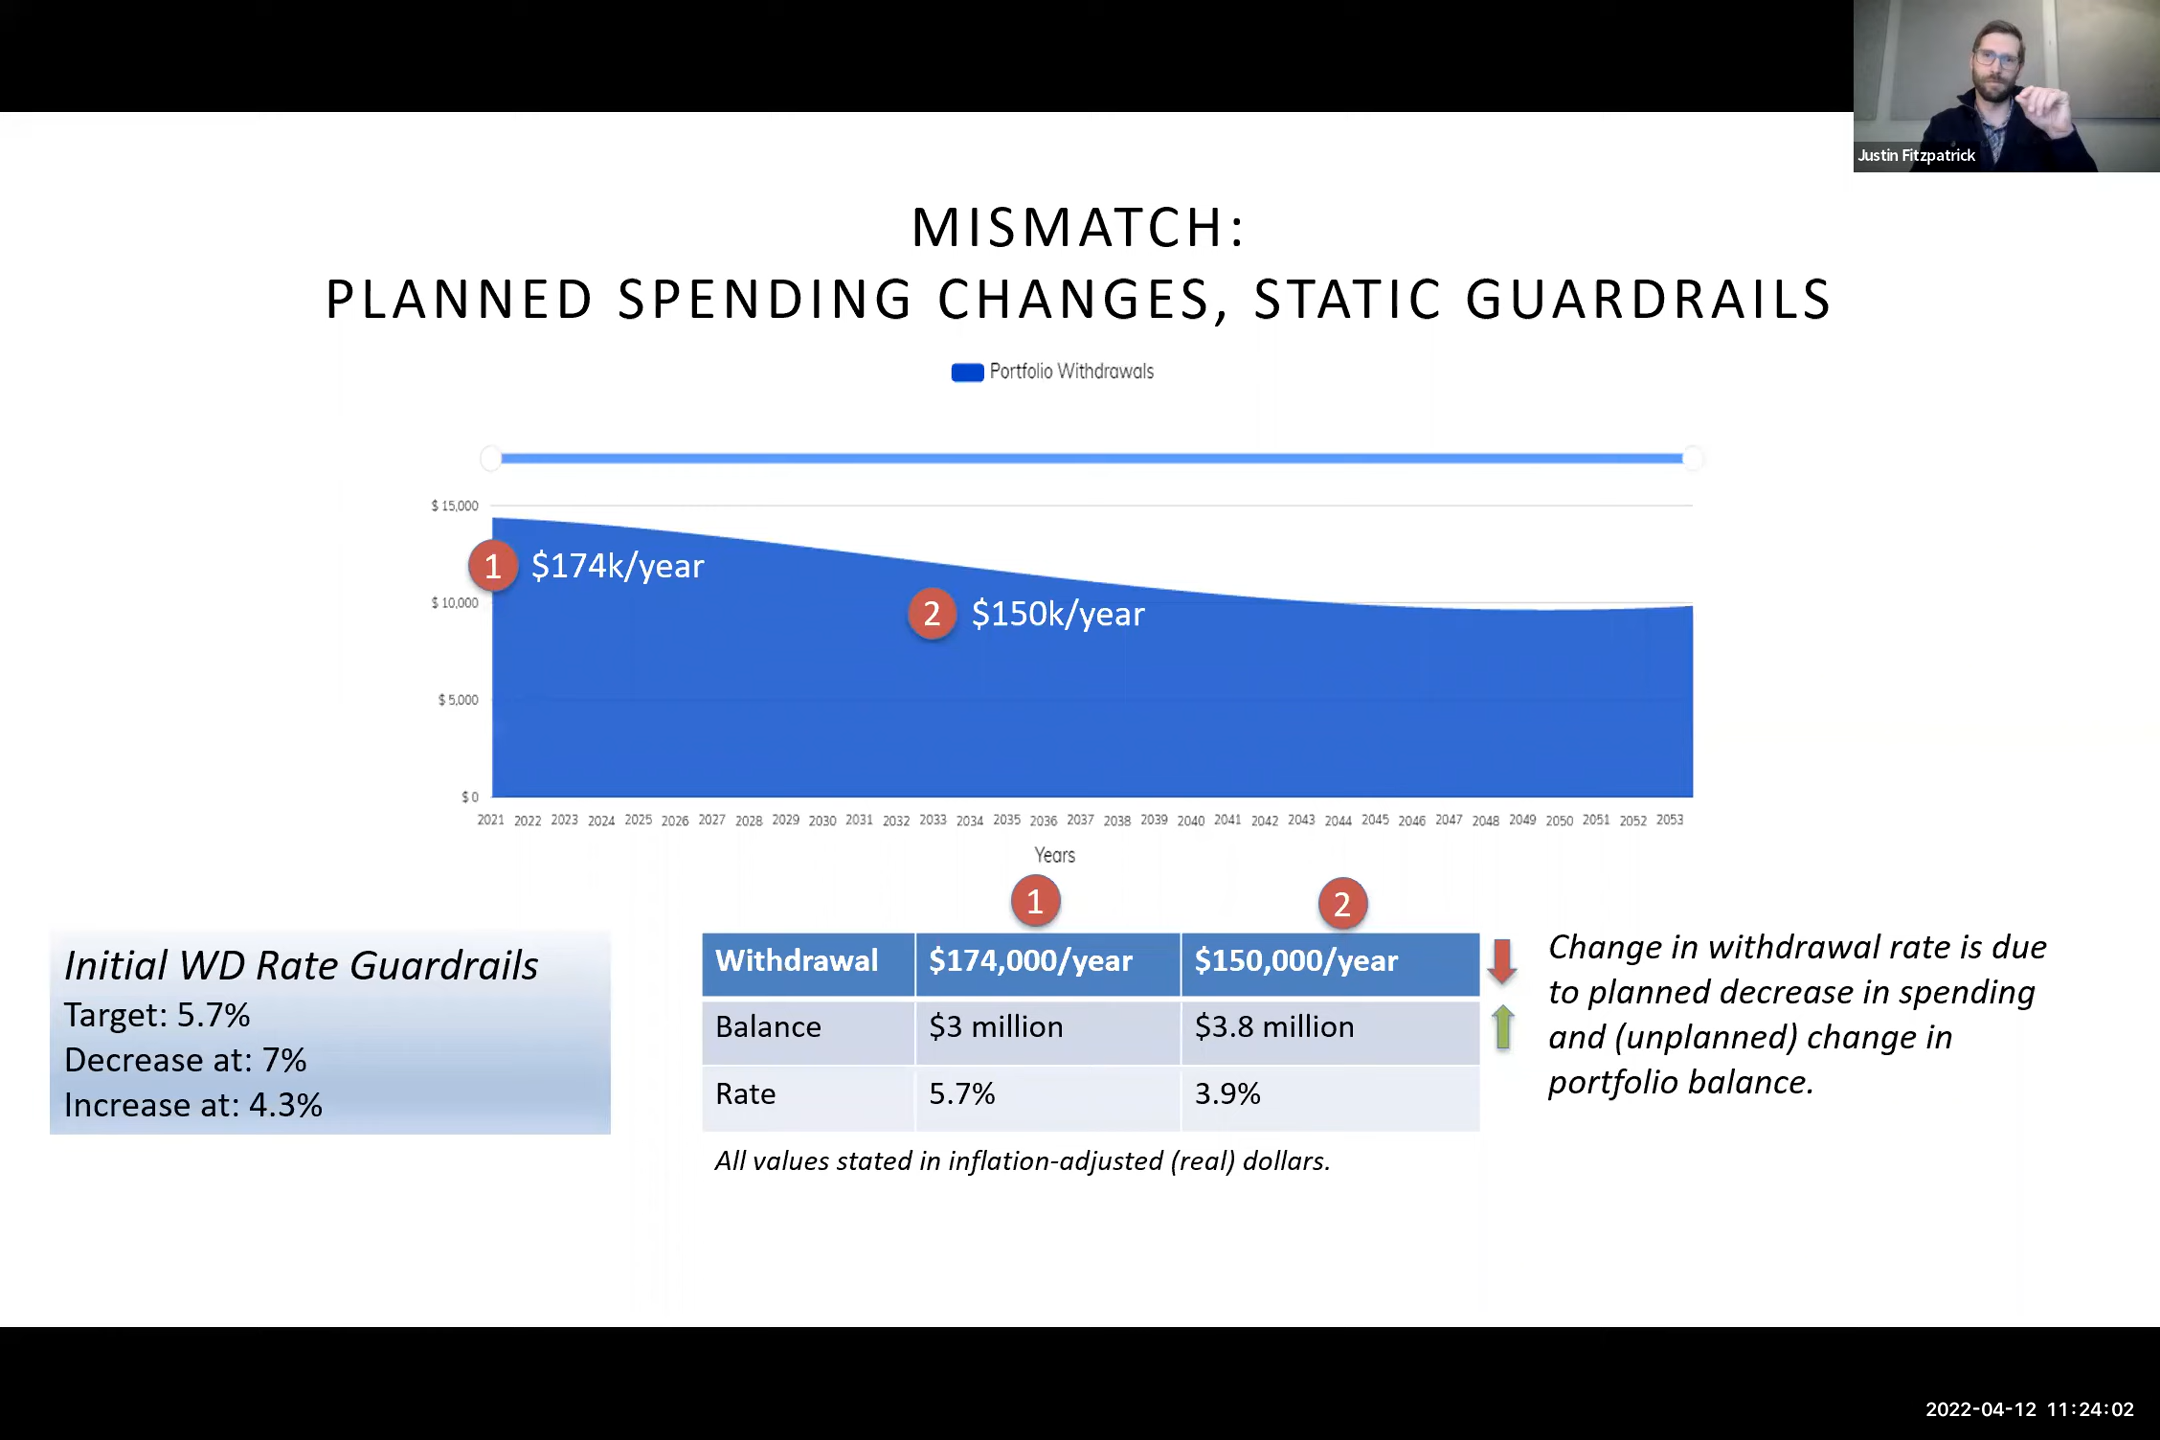 Justin Fitzpatrick
MISMATCH:
PLANNED SPENDING CHANGES, STATIC GUARDRAILS
Portfolio Withdrawals
$ 15,000
1 $174k/year
$ 10,000
2 $150k/year
$ 5,000
$ 0
2021 2022 2023 2024 2025 2026 2027 2028 2029 2030 2031 2032 2033 2034 2035 2036 2037 2038 2039 2040 2041 2042 2043 2044 2045 2046 2047 2048 2049 2050 2051 2052 2053
Years
1 2
Initial WD Rate Guardrails
Target: 5.7%
Decrease at: 7%
Increase at: 4.3%
Withdrawal $174,000/year $150,000/year
Balance $3 million $3.8 million
Rate 5.7% 3.9%
All values stated in inflation-adjusted (real) dollars.
Change in withdrawal rate is due
to planned decrease in spending
and (unplanned) change in
portfolio balance.
2022-04-12 11:24:02